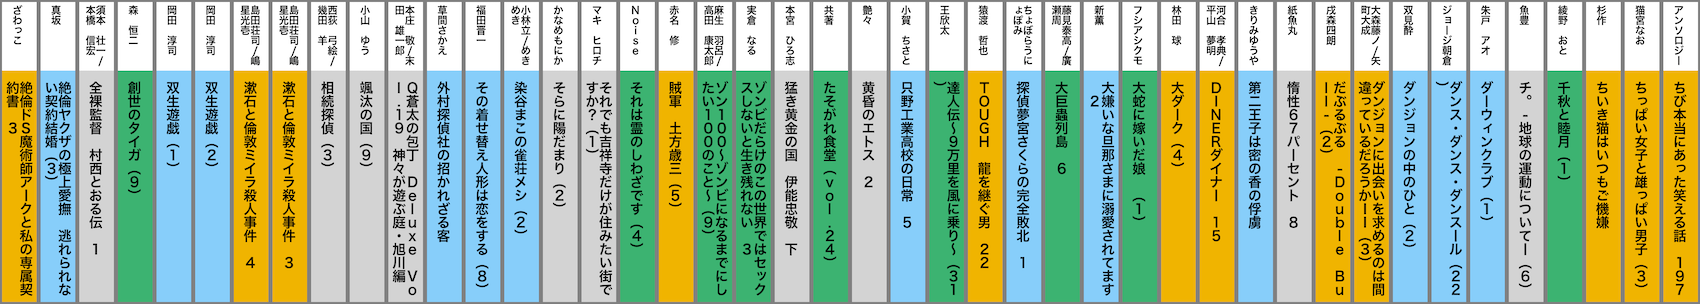 アンソロジー
ちび本当にあった笑える話 197
猫宮なお
ちっぱい女子と雄っぱい男子(3)
杉作
ちいさ猫はいつもご機嫌
綾野 おと
千秋と睦月(1)
魚豊
チ。-地球の運動についてー(6)
朱戸 アオ
ダーウィンクラブ(1)
ジョージ朝倉
ダンス・ダンス・ダンスール(22
)
双見酔
ダンジョンの中のひと(2)
大森藤ノ/矢
町大成
ダンジョンに出会いを求めるのは間
違っているだろうかーII(3)
戌森四朗
だぶるぶる -Double Bu
ll-(2)
紙魚丸
惰性67パーセント 8
きりみゆうや
第二王子は密の香の俘虜
河合 孝典/
平山 夢明
DINERダイナー 15
林田 球
大ダーク(4)
フシアシクモ
大蛇に嫁いだ娘 (1)
新薫
大嫌いな旦那さまに溺愛されてます
2
藤見泰高/廣
瀬周
大巨蟲列島 6
ちょぼらうに
ょぽみ
探偵夢宮さくらの完全敗北 1
猿渡 哲也
TOUGH 龍を継ぐ男 22
王欣太
達人伝～9万里を風に乗り～(31
)
小賀 ちさと
只野工業高校の日常 5
艶々
黄昏のエトス 2
共著
たそがれ食堂(vol.24)
本宮 ひろ志
猛き黄金の国 伊能忠敬 下
実倉 なる
ゾンビだらけのこの世界ではセック
スしないと生き残れない 3
麻生 羽呂/
高田 康太郎
ゾン100～ゾンビになるまでにし
たい100のこと～(9)
赤名 修
賊軍 土方歳三(5)
Noise
それは霊のしわざです(4)
マキ ヒロチ
それでも吉祥寺だけが住みたい街で
すか?(1)
かなめもにか
そらに陽だまり(2)
小林立/めき
めき
染谷まこの雀荘メシ(2)
福田晋一
その着せ替え人形は恋をする(8)
草間さかえ
外村探偵社の招かれざる客
本庄 敬/末
田 雄一郎
Q蒼太の包丁 Deluxe Vo
l.19 神々が遊ぶ庭・旭川編
小山 ゆう
颯汰の国(9)
西荻 弓絵/
幾田 羊
相続探偵(3)
島田荘司/嶋
星光壱
漱石と倫敦ミイラ殺人事件 3
島田荘司/嶋
星光壱
漱石と倫敦ミイラ殺人事件 4
岡田 淳司
双生遊戯(2)
岡田 淳司
双生遊戯(1)
森 恒二
創世のタイガ(9)
須本 壮一/
本橋 信宏
全裸監督 村西とおる伝 1
真坂
絶倫ヤクザの極上愛撫 逃れられな
い契約結婚(3)
ざわっこ
絶倫ドS魔術師アークと私の専属契
約書 3